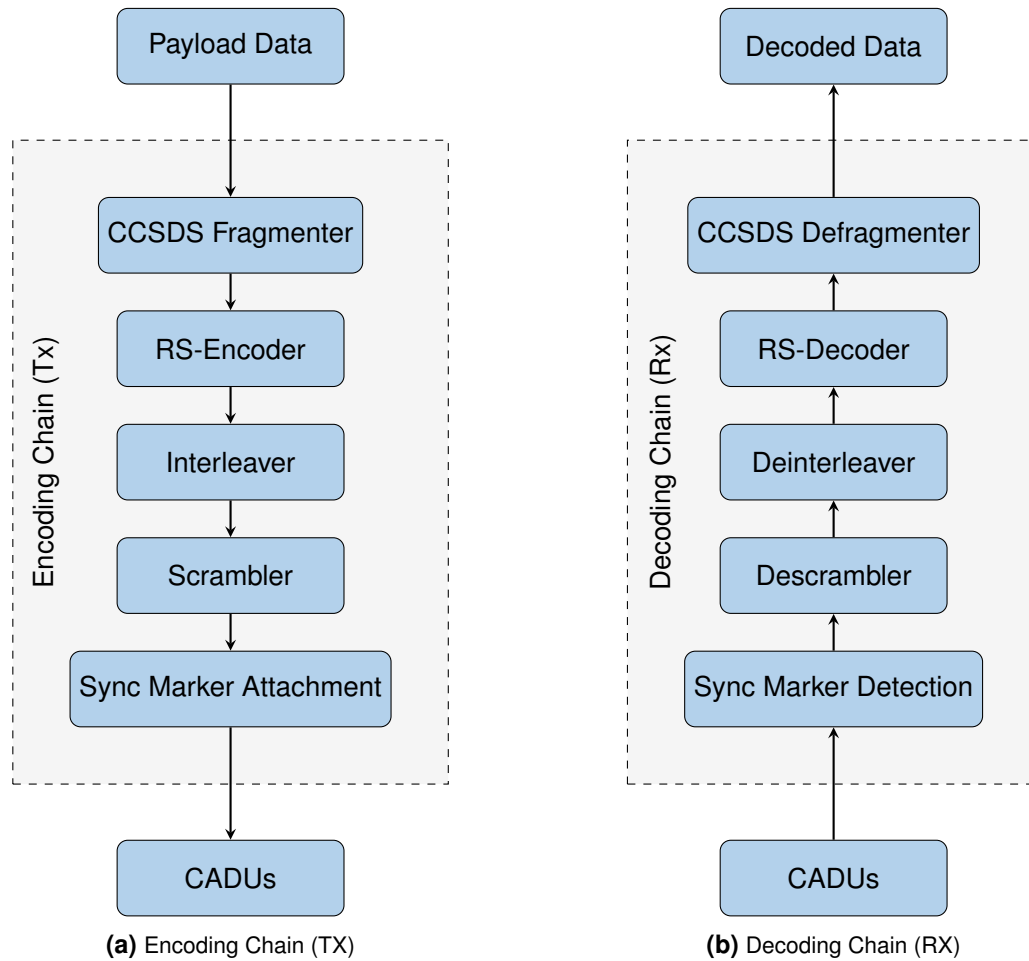 Payload Data
CCSDS Fragmenter
RS-Encoder
Interleaver
Scrambler
Sync Marker Attachment
Encoding Chain (Tx)
CADUs
(a) Encoding Chain (TX)
Decoded Data
CCSDS Defragmenter
RS-Decoder
Deinterleaver
Descrambler
Sync Marker Detection
Decoding Chain (Rx)
CADUs
(b) Decoding Chain (RX)